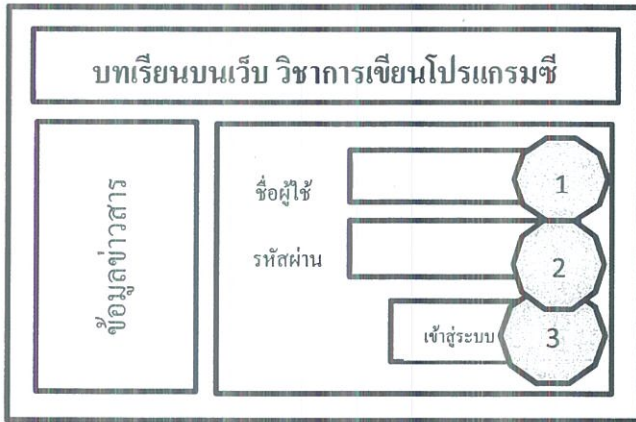 บทเรียนบนเว็บ วิชาการเขียนโปรแกรมซี
ข้อมูลข่าวสาร
ชื่อผู้ใช้
1
รหัสผ่าน
2
เข้าสู่ระบบ
3